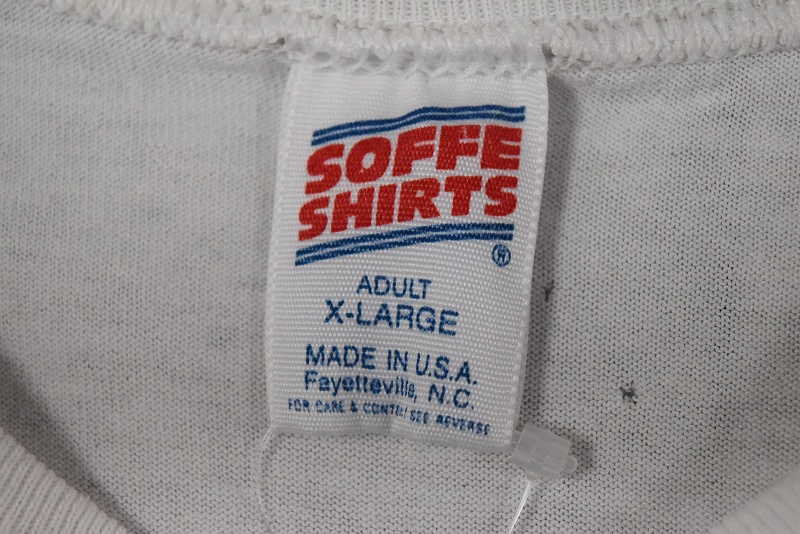 SOFFE
SHIRTS
®
ADULT
X-LARGE
MADE IN U.S.A.
Fayetteville, N.C.
FOR CARE & CONTENT SEE REVERSE